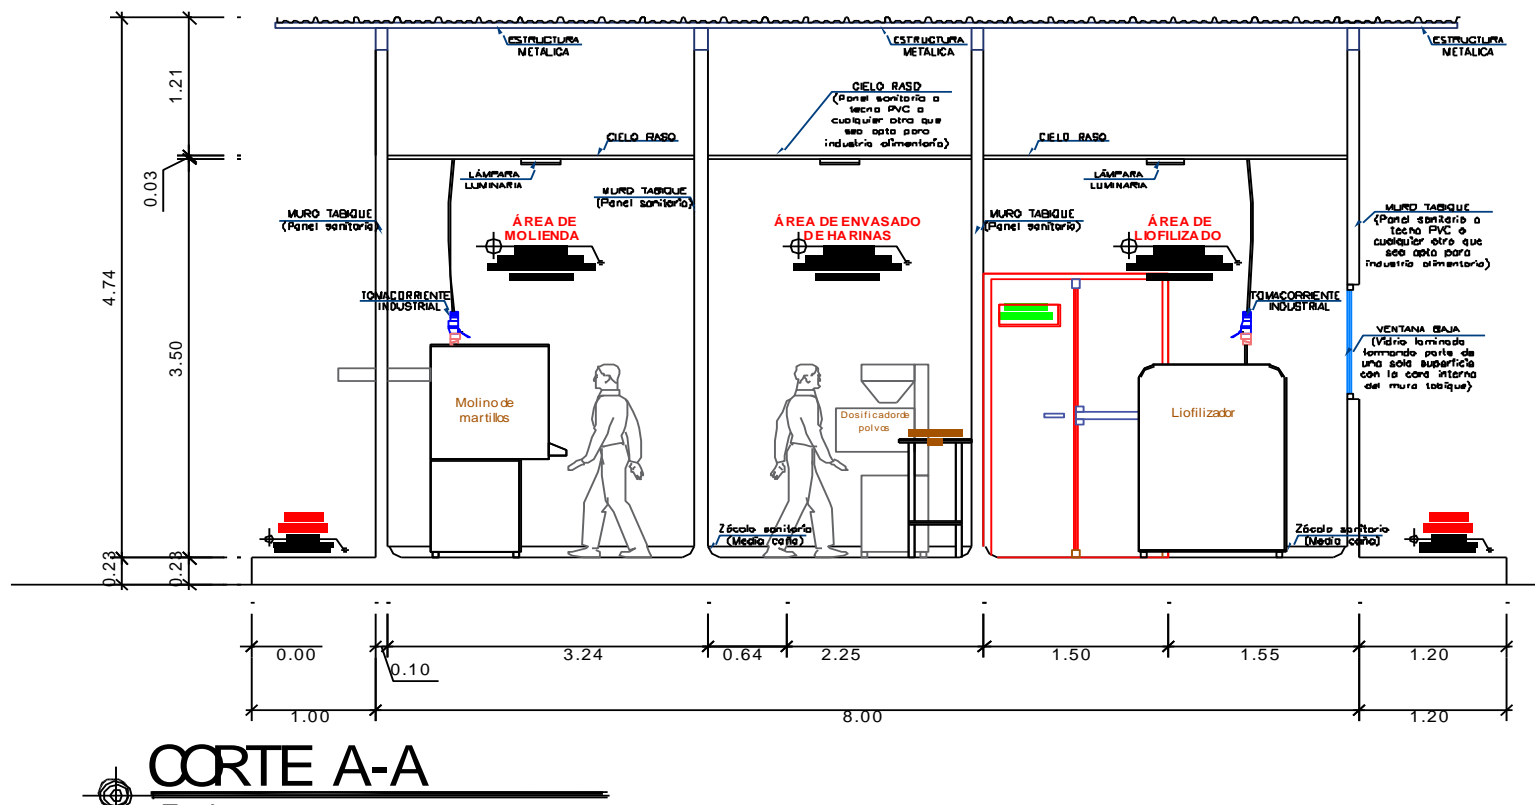 ESTRUCTURA
METÁLICA
ESTRUCTURA
METÁLICA
ESTRUCTURA
METÁLICA
1.21
CIELO RASO
(Panel sanitario o
tecno PVC o
cualquier otro que
sea apto para
industria alimentaria)
CIELO RASO
CIELO RASO
0.03
LÁMPARA
LUMINARIA
LÁMPARA
LUMINARIA
MURO TABIQUE
(Panel sanitario)
MURO TABIQUE
(Panel sanitario)
ÁREA DE
MOLIENDA
ÁREA DE ENVASADO
DE HARINAS
MURO TABIQUE
(Panel sanitario)
ÁREA DE
LIOFILIZADO
MURO TABIQUE
(Panel sanitario o
tecno PVC o
cualquier otro que
sea apto para
industria alimentaria)
4.74
TOMACORRIENTE
INDUSTRIAL
TOMACORRIENTE
INDUSTRIAL
3.50
VENTANA BAJA
(Vidrio laminado
formando parte de
una sola superficie
con la cara interna
del muro tabique)
Molino de
martillos
Dosificador de
polvos
Liofilizador
Zócalo sanitario
(Media caña)
Zócalo sanitario
(Media caña)
0.23
0.23
0.00
0.10
3.24
0.64
2.25
1.50
1.55
1.20
1.00
8.00
1.20
CORTE A-A